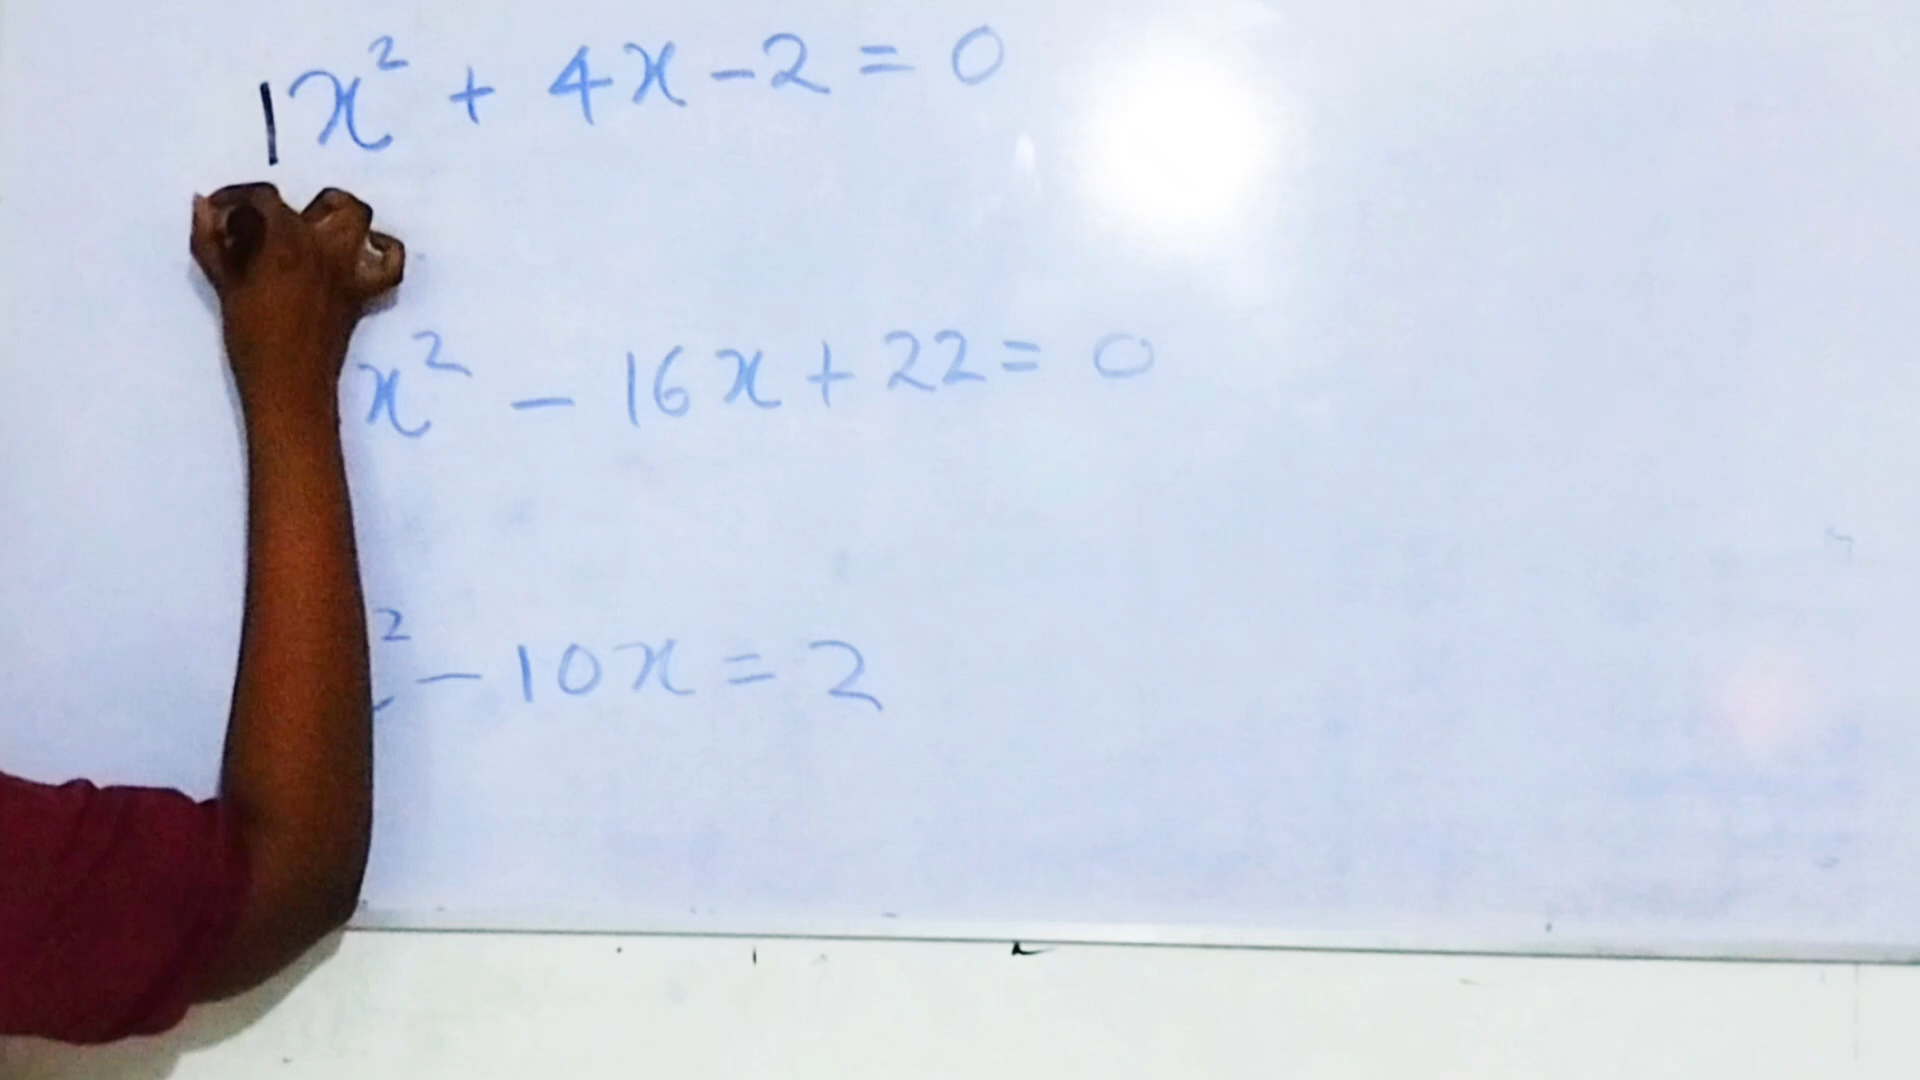 1x² + 4x - 2 = 0
x² - 16x + 22 = 0
² - 10x = 2